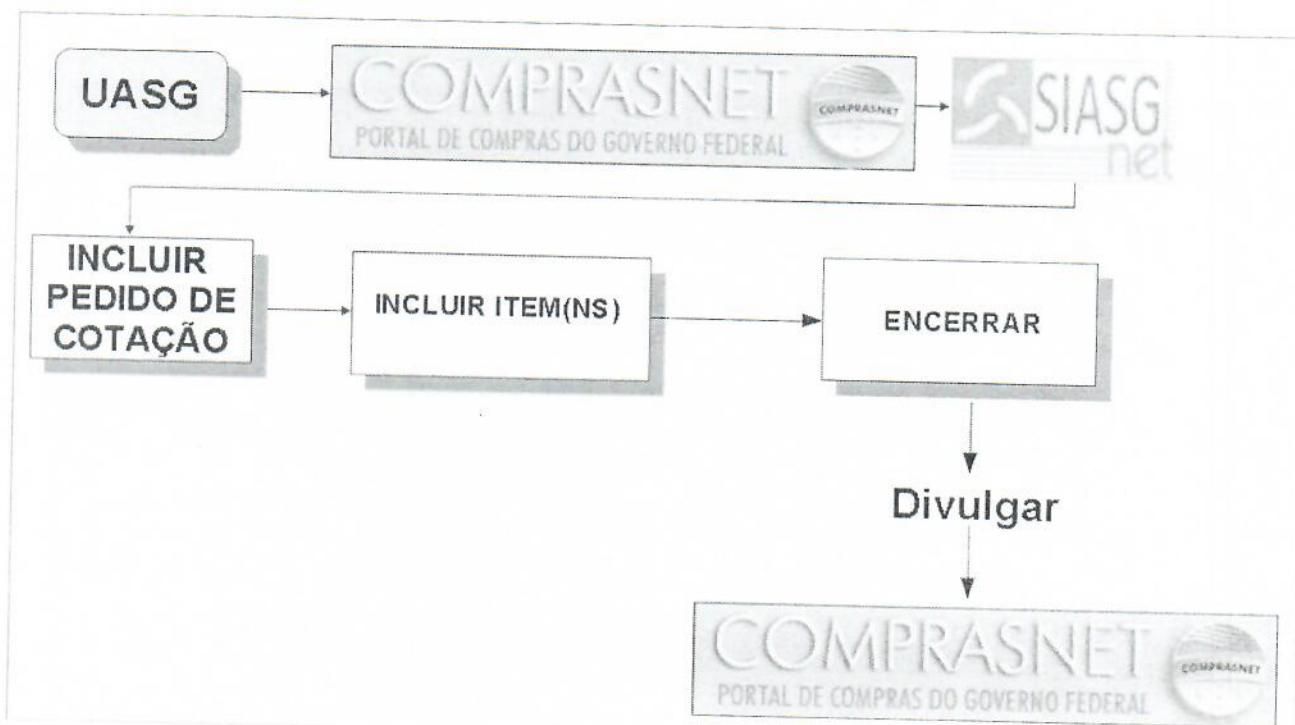 UASG
COMPRASNET
PORTAL DE COMPRAS DO GOVERNO FEDERAL
COMPRASNET
SIASG
net
INCLUIR
PEDIDO DE
COTAÇÃO
INCLUIR ITEM(NS)
ENCERRAR
Divulgar
COMPRASNET
PORTAL DE COMPRAS DO GOVERNO FEDERAL
COMPRASNET